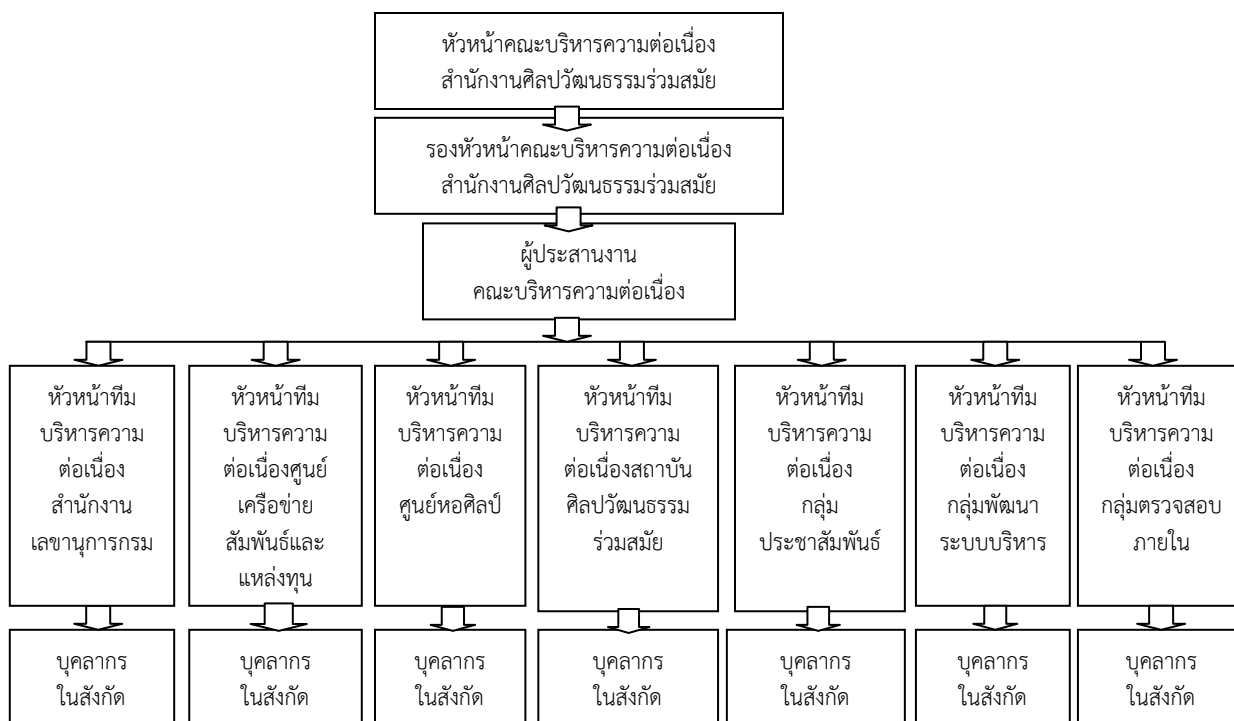 หัวหน้าคณะบริหารความต่อเนื่อง
สำนักงานศิลปวัฒนธรรมร่วมสมัย
รองหัวหน้าคณะบริหารความต่อเนื่อง
สำนักงานศิลปวัฒนธรรมร่วมสมัย
ผู้ประสานงาน
คณะบริหารความต่อเนื่อง
หัวหน้าทีม
บริหารความ
ต่อเนื่อง
สำนักงาน
เลขานุการกรม
หัวหน้าทีม
บริหารความ
ต่อเนื่องศูนย์
เครือข่าย
สัมพันธ์และ
แหล่งทุน
หัวหน้าทีม
บริหารความ
ต่อเนื่อง
ศูนย์หอศิลป์
หัวหน้าทีม
บริหารความ
ต่อเนื่องสถาบัน
ศิลปวัฒนธรรม
ร่วมสมัย
หัวหน้าทีม
บริหารความ
ต่อเนื่อง
กลุ่ม
ประชาสัมพันธ์
หัวหน้าทีม
บริหารความ
ต่อเนื่อง
กลุ่มพัฒนา
ระบบบริหาร
หัวหน้าทีม
บริหารความ
ต่อเนื่อง
กลุ่มตรวจสอบ
ภายใน
บุคลากร
ในสังกัด
บุคลากร
ในสังกัด
บุคลากร
ในสังกัด
บุคลากร
ในสังกัด
บุคลากร
ในสังกัด
บุคลากร
ในสังกัด
บุคลากร
ในสังกัด